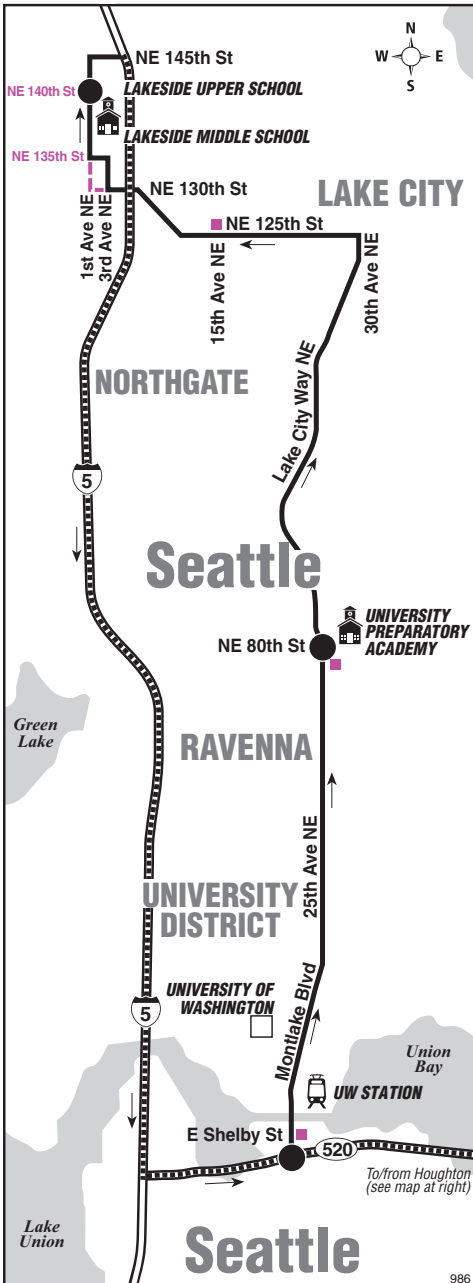 N
W E
S
NE 145th St
NE 140th St
LAKESIDE UPPER SCHOOL
LAKESIDE MIDDLE SCHOOL
NE 135th St
NE 130th St
LAKE CITY
1st Ave NE
3rd Ave NE
NE 125th St
15th Ave NE
30th Ave NE
NORTHGATE
Lake City Way NE
5
Seattle
UNIVERSITY
PREPARATORY
ACADEMY
NE 80th St
Green
Lake
RAVENNA
25th Ave NE
UNIVERSITY
DISTRICT
UNIVERSITY OF
WASHINGTON
5
Montlake Blvd
Union
Bay
UW STATION
E Shelby St
520
To/from Houghton
(see map at right)
Lake
Union
Seattle
986